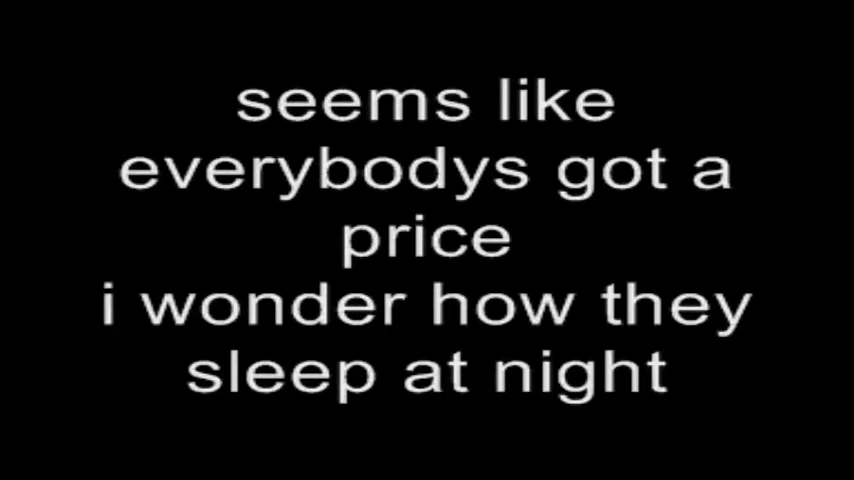 seems like
everybodys got a
price
i wonder how they
sleep at night